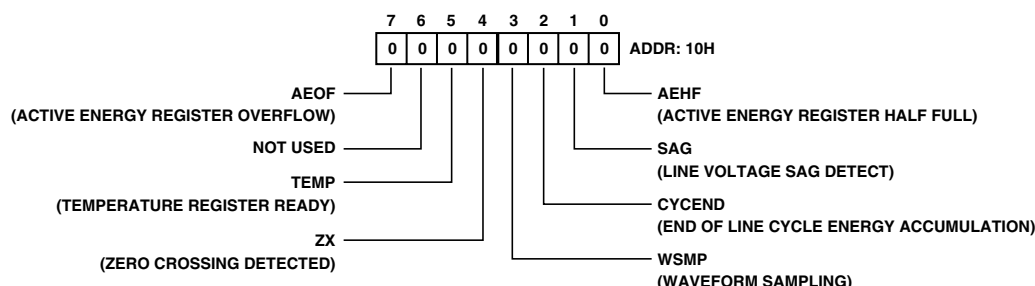 7 6 5 4 3 2 1 0
0 0 0 0 0 0 0 0 ADDR: 10H
AEOF
(ACTIVE ENERGY REGISTER OVERFLOW)
NOT USED
TEMP
(TEMPERATURE REGISTER READY)
ZX
(ZERO CROSSING DETECTED)
AEHF
(ACTIVE ENERGY REGISTER HALF FULL)
SAG
(LINE VOLTAGE SAG DETECT)
CYCEND
(END OF LINE CYCLE ENERGY ACCUMULATION)
WSMP
(WAVEFORM SAMPLING)